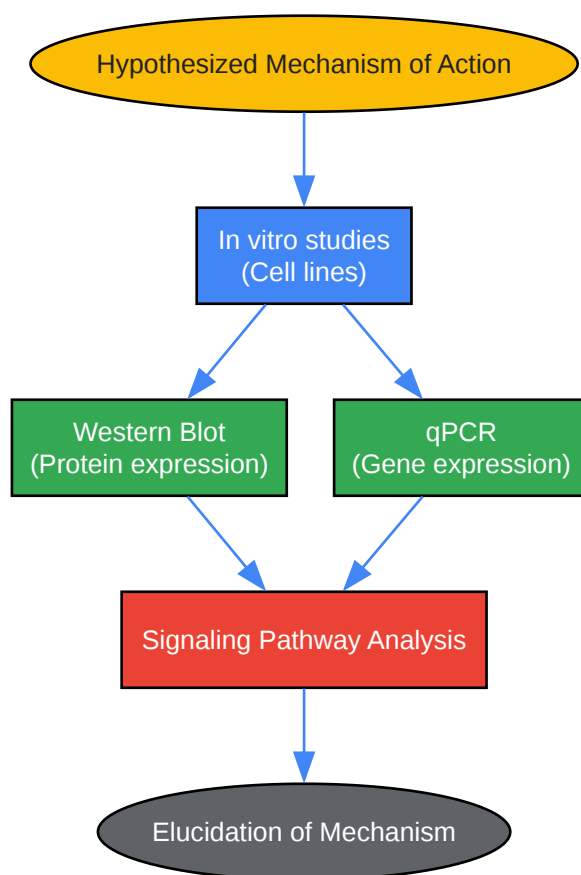 Hypothesized Mechanism of Action
In vitro studies
(Cell lines)
Western Blot
(Protein expression)
qPCR
(Gene expression)
Signaling Pathway Analysis
Elucidation of Mechanism